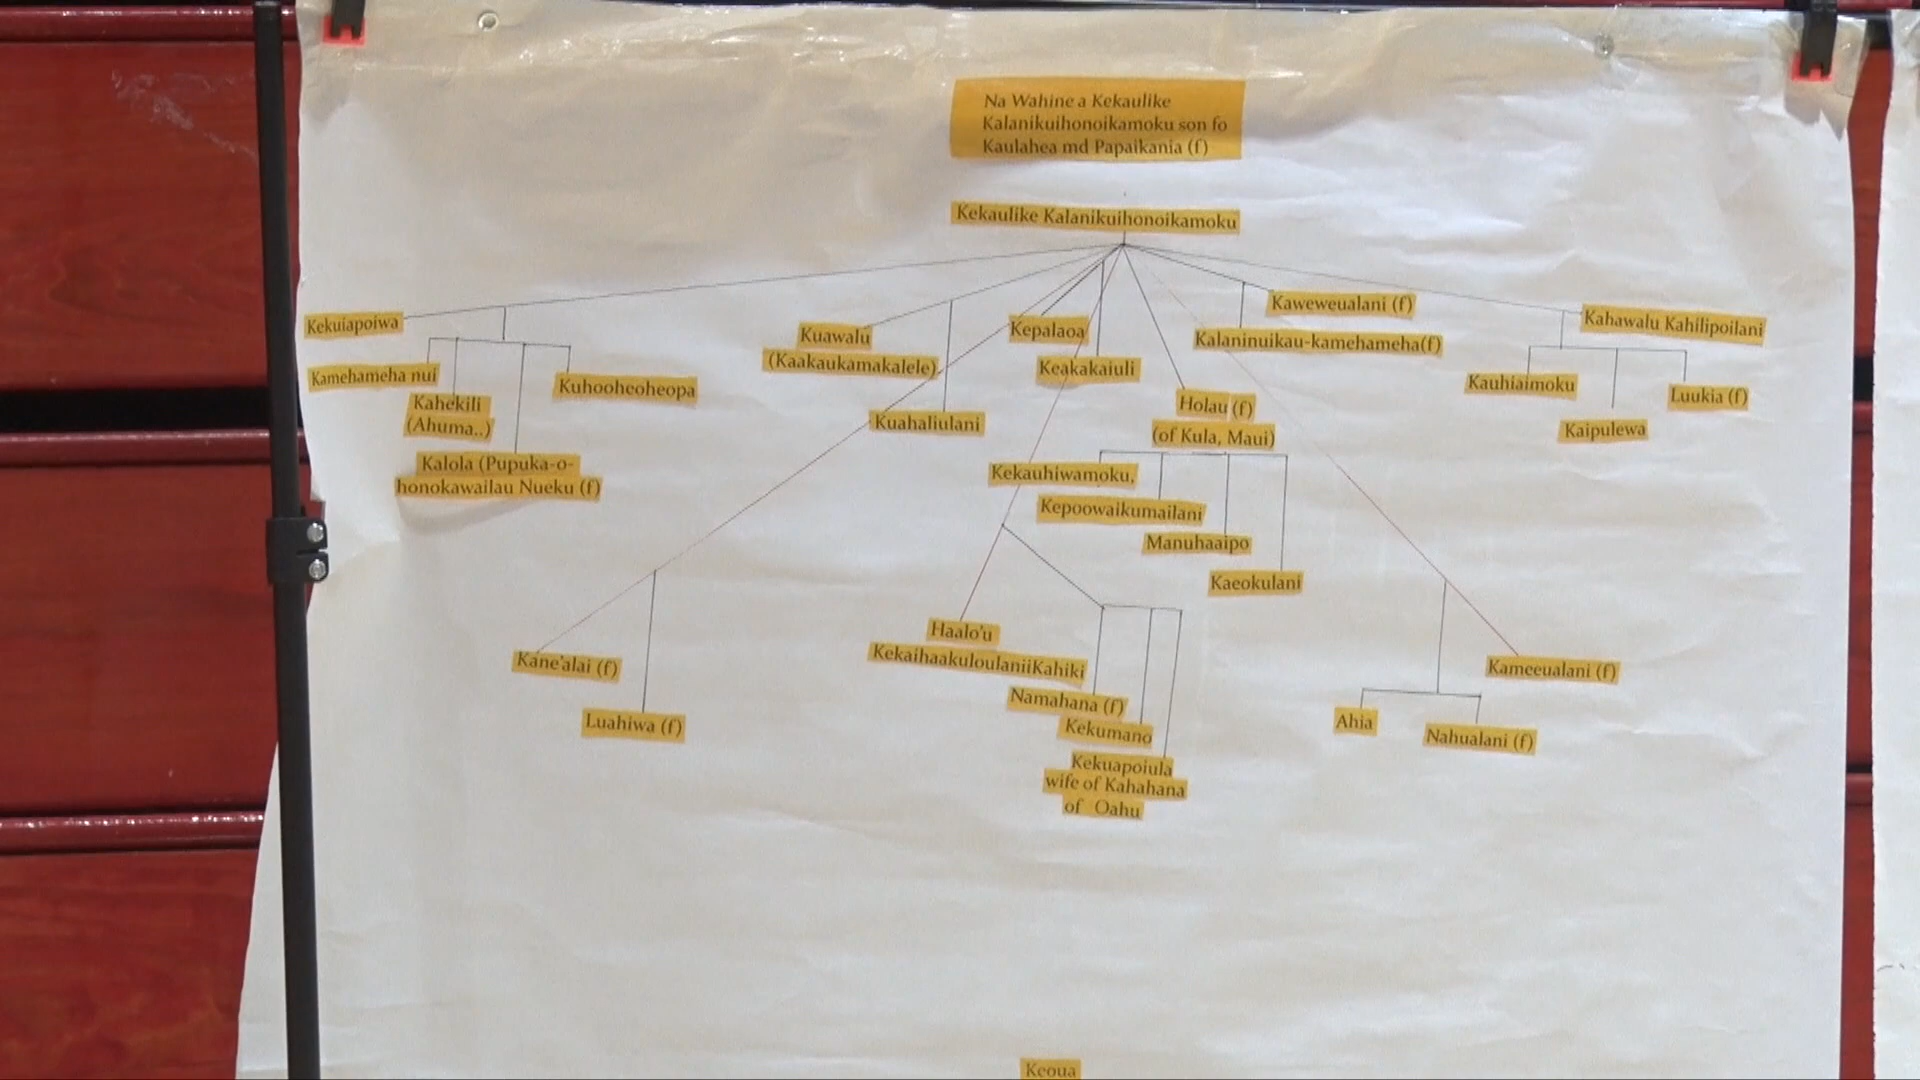 Na Wahine a Kekaulike
Kalanikuihonoikamoku son fo
Kaulahea md Papaikania (f)
Kekaulike Kalanikuihonoikamoku
Kekuiapoiwa
Kamehameha nui
Kahekili
(Ahuma..)
Kalola (Pupuka-o-
honokawailau Nueku (f)
Kuhoohcoheopa
Kuawalu
(Kaakaukamakalele)
Kuahaliulani
Kepalaoa
Keakakaiuli
Holau (f)
(of Kula, Maui)
Kekauhiwamoku,
Kepoowaikumailani
Manuhaaipo
Kaeokulani
Kaweweualani (f)
Kalaninuikau-kamehameha(f)
Kahawalu Kahilipoilani
Kauhiaimoku
Kaipulewa
Luukia (f)
Kane'alai (f)
Luahiwa (f)
Haalo'u
KekaihaakuloulaniiKahiki
Namahana (f)
Kekumano
Kekuapoiula
wife of Kahahana
of Oahu
Kameeualani (f)
Ahia
Nahualani (f)
Keoua